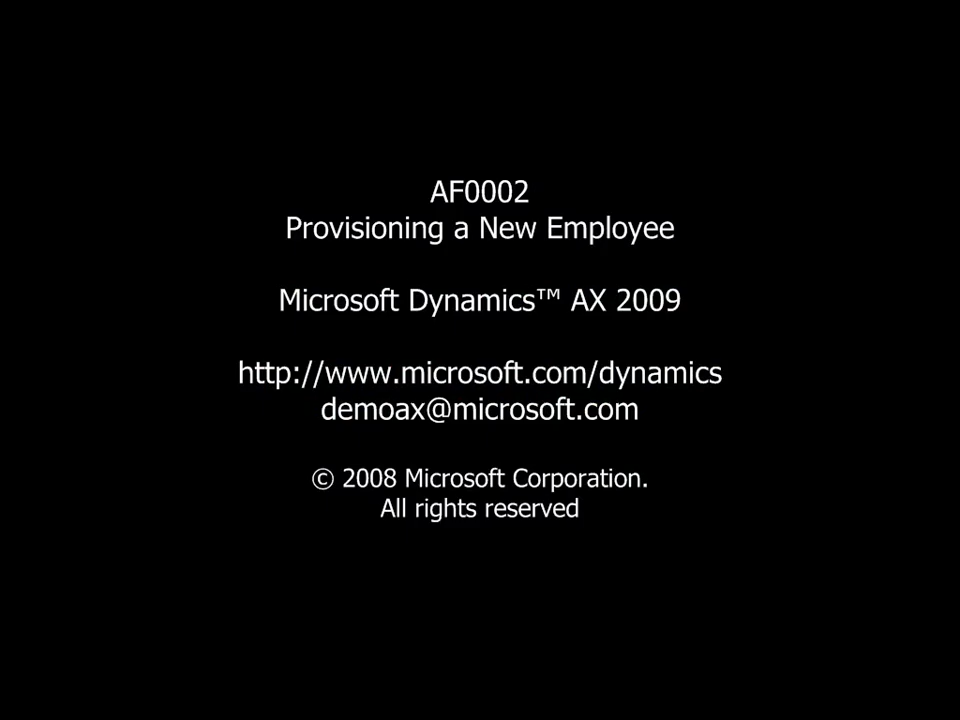 AF0002
Provisioning a New Employee
Microsoft Dynamics™ AX 2009
http://www.microsoft.com/dynamics
demoax@microsoft.com
© 2008 Microsoft Corporation.
All rights reserved